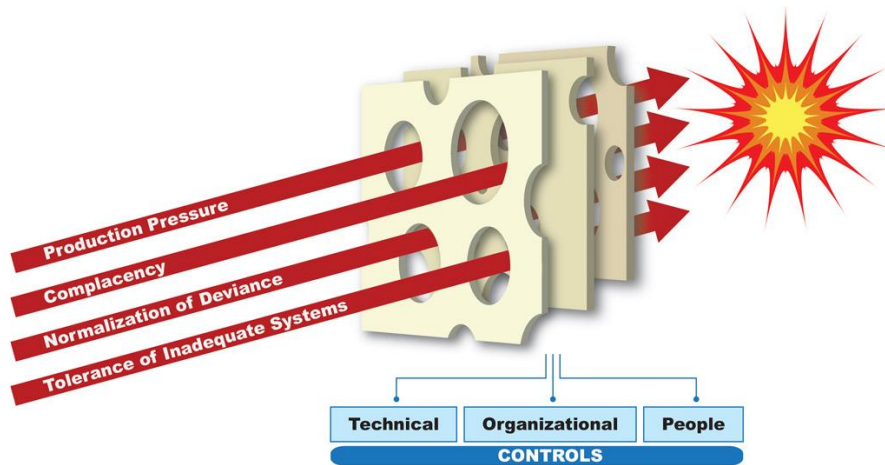 Production Pressure
Complacency
Normalization of Deviance
Tolerance of Inadequate Systems
Technical
Organizational
People
CONTROLS